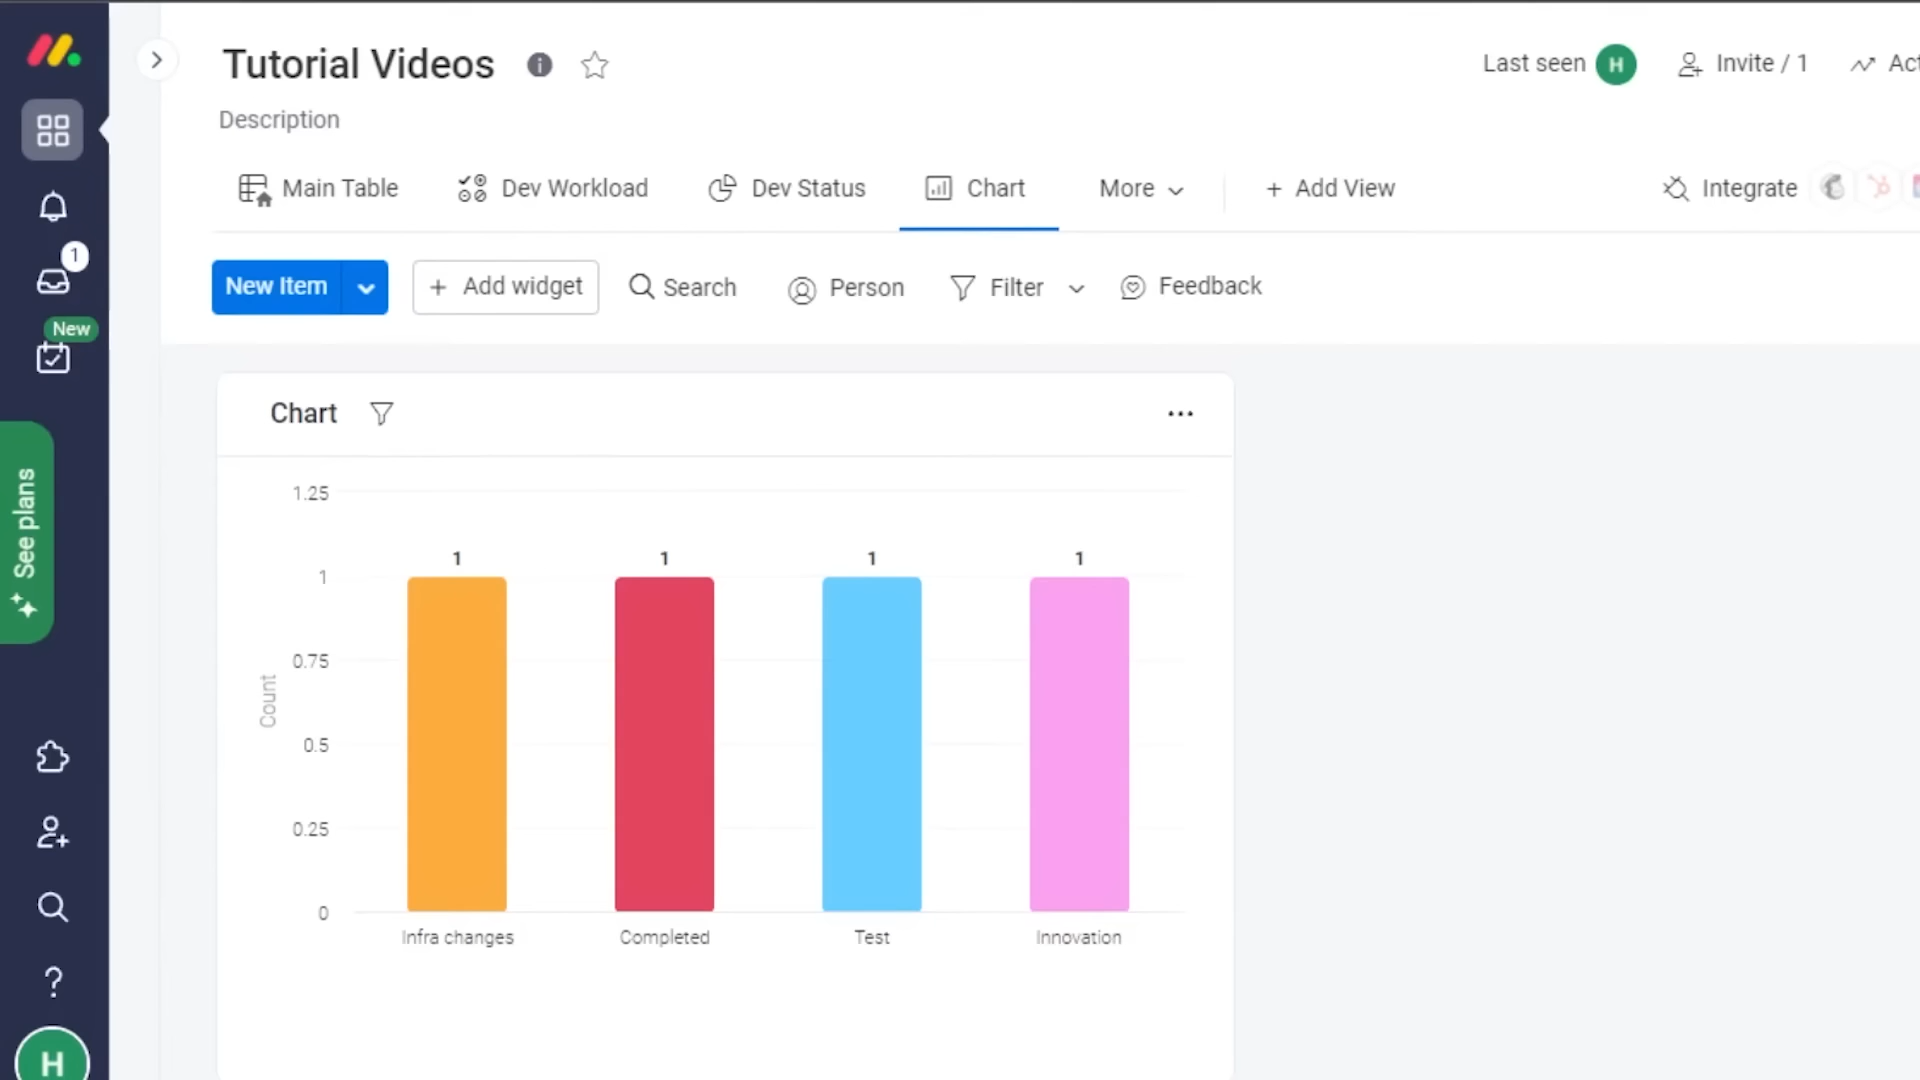 Tutorial Videos
Last seen H
Invite / 1
Act
Description
Main Table
Dev Workload
Dev Status
Chart
More
+ Add View
Integrate
New Item
+ Add widget
Search
Person
Filter
Feedback
1
New
See plans
H
Chart
1.25
1
0.75
0.5
0.25
0
Count
1 1 1 1
Infra changes Completed Test Innovation